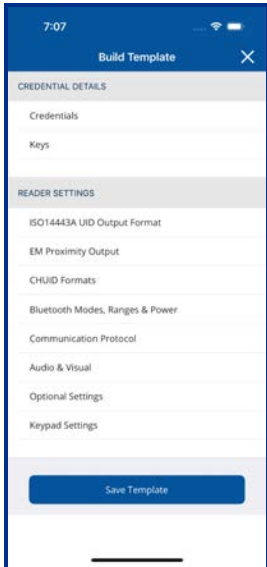 7:07
Build Template
CREDENTIAL DETAILS
Credentials
Keys
READER SETTINGS
ISO14443A UID Output Format
EM Proximity Output
CHUID Formats
Bluetooth Modes, Ranges & Power
Communication Protocol
Audio & Visual
Optional Settings
Keypad Settings
Save Template